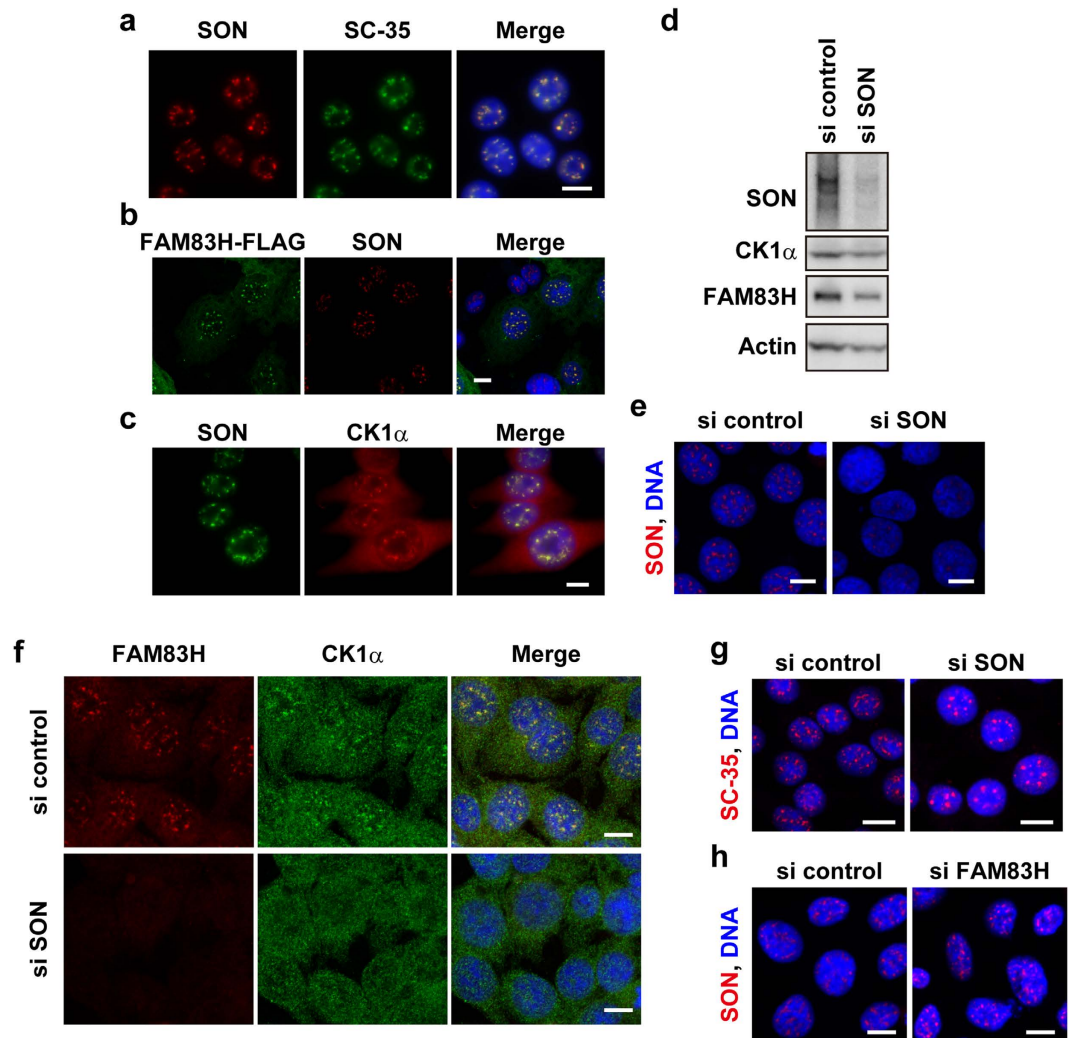 a
SON SC-35 Merge
b
FAM83H-FLAG SON Merge
c
SON CK1α Merge
d
si control
si SON
SON
CK1α
FAM83H
Actin
e
si control si SON
SON, DNA
f
FAM83H CK1α Merge
si control
si SON
g
si control si SON
SC-35, DNA
h
si control si FAM83H
SON, DNA